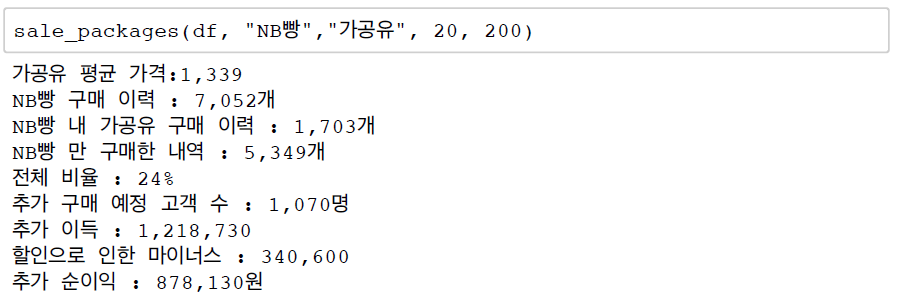 sale_packages(df, "NB빵","가공유", 20, 200)
가공유 평균 가격:1,339
NB빵 구매 이력 : 7,052개
NB빵 내 가공유 구매 이력 : 1,703개
NB빵 만 구매한 내역 : 5,349개
전체 비율 : 24%
추가 구매 예정 고객 수 : 1,070명
추가 이득 : 1,218,730
할인으로 인한 마이너스 : 340,600
추가 순이익 : 878,130원